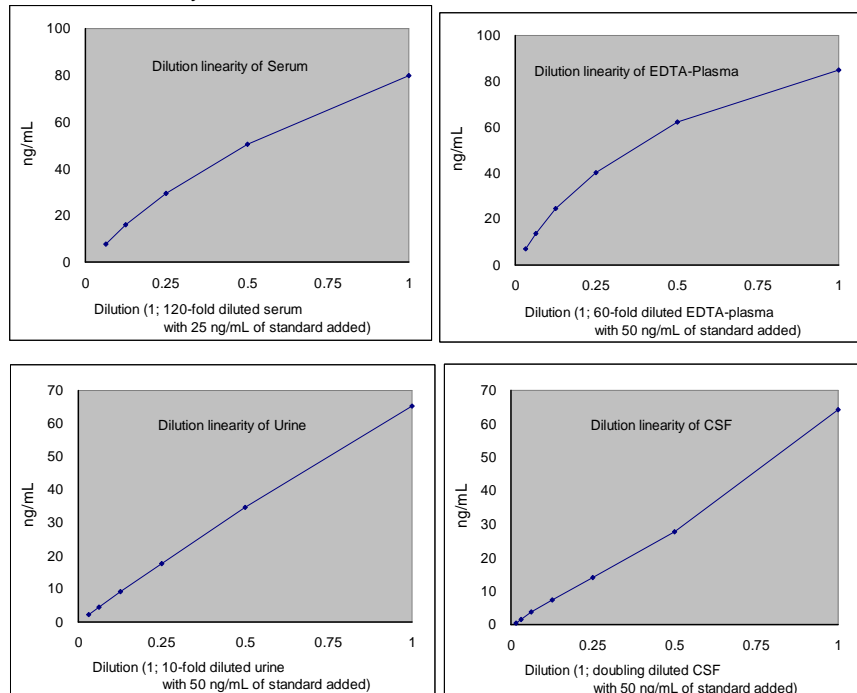 Dilution linearity of Serum
100
80
60
40
20
0
ng/mL
0 0.25 0.5 0.75 1
Dilution (1; 120-fold diluted serum
with 25 ng/mL of standard added)
Dilution linearity of EDTA-Plasma
100
80
60
40
20
0
ng/mL
0 0.25 0.5 0.75 1
Dilution (1; 60-fold diluted EDTA-plasma
with 50 ng/mL of standard added)
Dilution linearity of Urine
70
60
50
40
30
20
10
0
ng/mL
0 0.25 0.5 0.75 1
Dilution (1; 10-fold diluted urine
with 50 ng/mL of standard added)
Dilution linearity of CSF
70
60
50
40
30
20
10
0
ng/mL
0 0.25 0.5 0.75 1
Dilution (1; doubling diluted CSF
with 50 ng/mL of standard added)